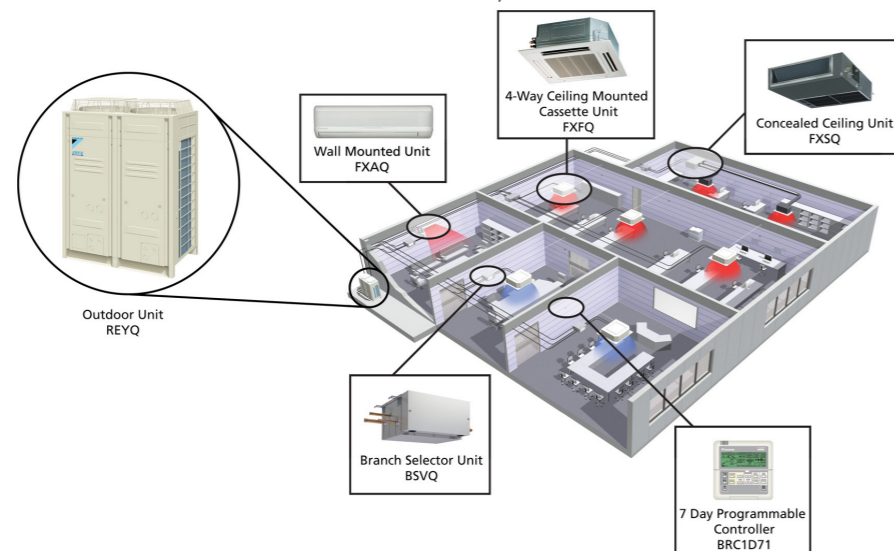 4-Way Ceiling Mounted
Cassette Unit
FXFQ
Concealed Ceiling Unit
FXSQ
Wall Mounted Unit
FXAQ
Outdoor Unit
REYQ
Branch Selector Unit
BSVQ
7 Day Programmable
Controller
BRC1D71